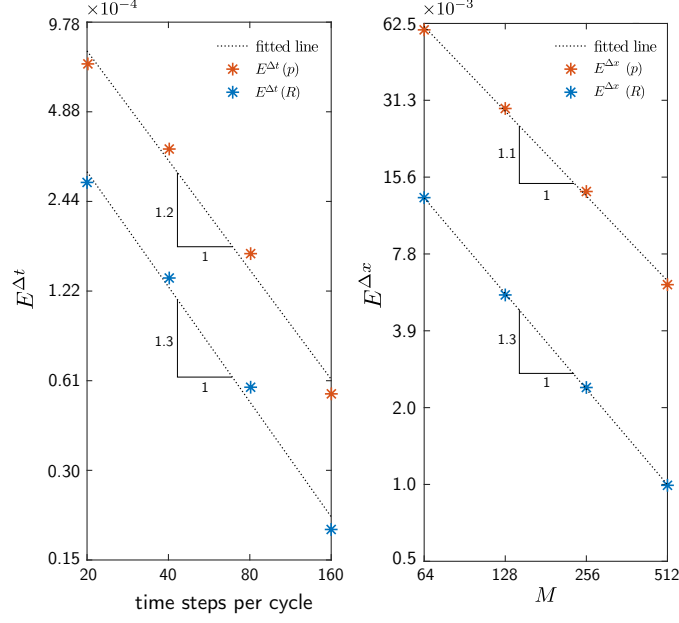 ×10⁻⁴
9.78
4.88
2.44
1.22
0.61
0.30
0.15
E^Δt
fitted line
E^Δt(p)
E^Δt(R)
1.2
1
1.3
1
20 40 80 160
time steps per cycle
×10⁻³
62.5
31.3
15.6
7.8
3.9
2.0
1.0
0.5
E^Δx
fitted line
E^Δx (p)
E^Δx (R)
1.1
1
1.3
1
64 128 256 512
M